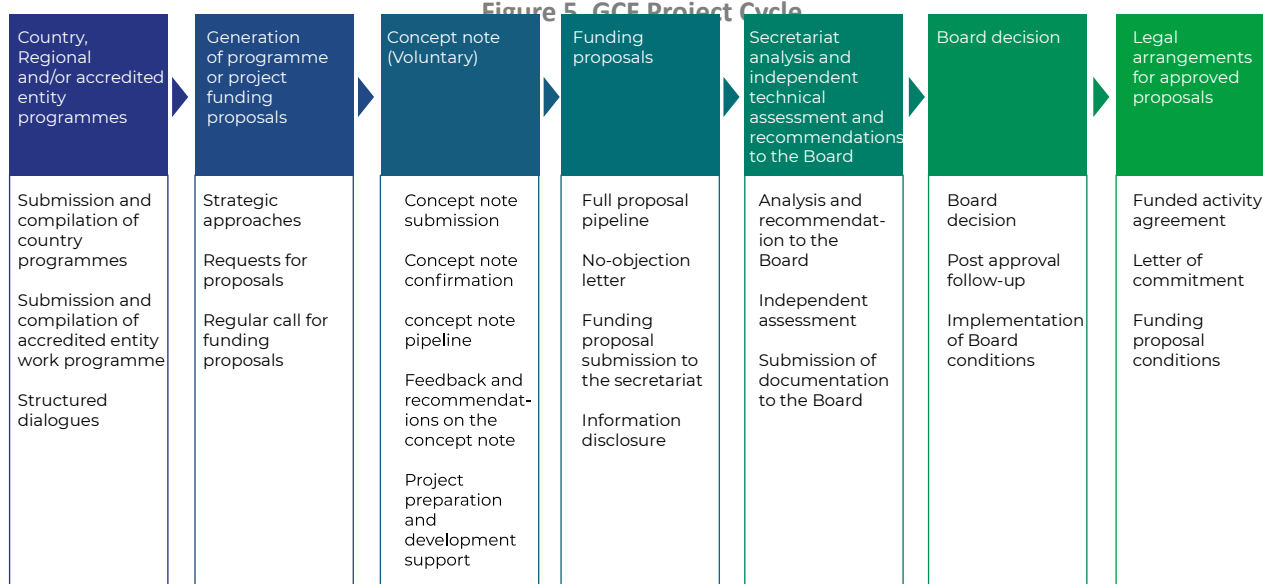 Figure 5. GCF Project Cycle
Country,
Regional
and/or accredited
entity
programmes
Generation
of programme
or project
funding
proposals
Concept note
(Voluntary)
Funding
proposals
Secretariat
analysis and
independent
technical
assessment and
recommendations
to the Board
Board decision
Legal
arrangements
for approved
proposals
Submission and
compilation of
country
programmes
Submission and
compilation of
accredited entity
work programme
Structured
dialogues
Strategic
approaches
Requests for
proposals
Regular call for
funding
proposals
Concept note
submission
Concept note
confirmation
concept note
pipeline
Feedback and
recommendat-
ions on the
concept note
Project
preparation
and
development
support
Full proposal
pipeline
No-objection
letter
Funding
proposal
submission to
the secretariat
Information
disclosure
Analysis and
recommendat-
ion to the
Board
Independent
assessment
Submission of
documentation
to the Board
Board
decision
Post approval
follow-up
Implementation
of Board
conditions
Funded activity
agreement
Letter of
commitment
Funding
proposal
conditions